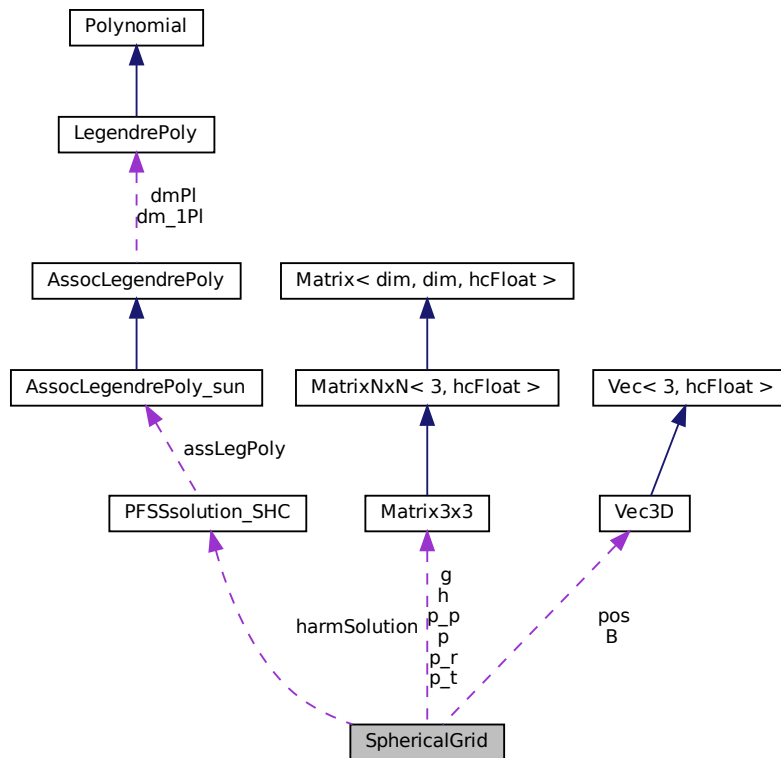 Polynomial
LegendrePoly
dmPl
dm_1Pl
AssocLegendrePoly
Matrix< dim, dim, hcFloat >
AssocLegendrePoly_sun
MatrixNxN< 3, hcFloat >
Vec< 3, hcFloat >
assLegPoly
PFSSsolution_SHC
Matrix3x3
Vec3D
harmSolution
g
h
p_p
p
p_r
p_t
pos
B
SphericalGrid